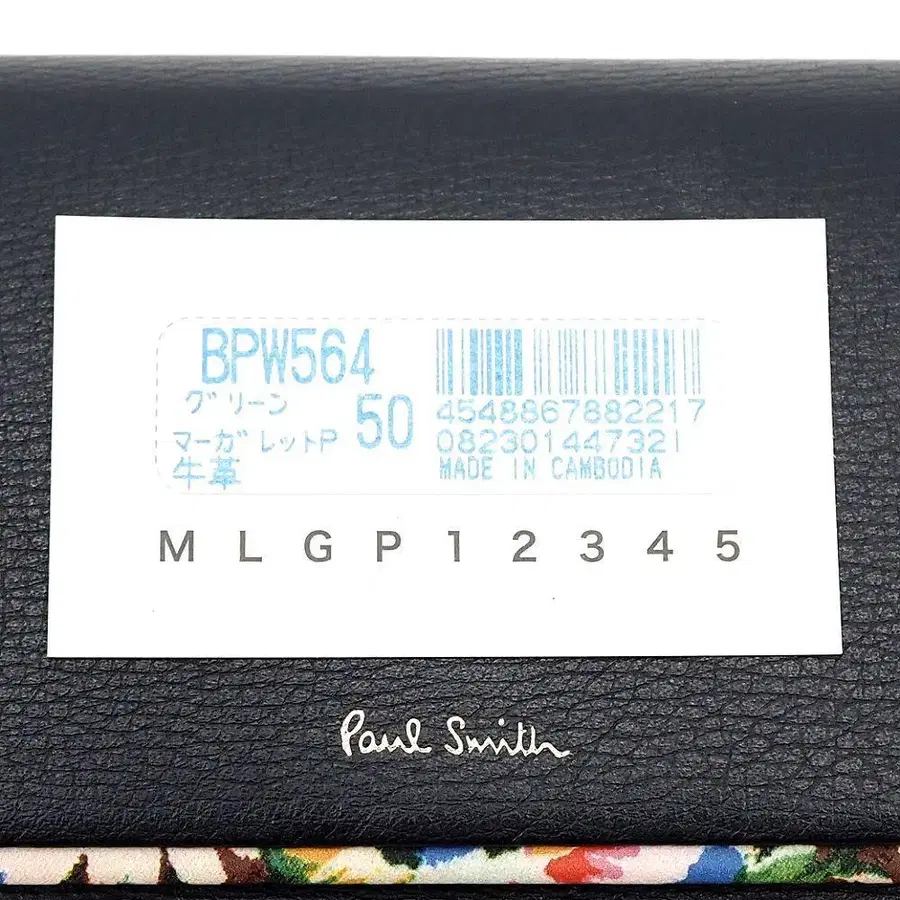 BPW564
グリーン
マーガレットP 50
牛革
4548867882217
082301447321
MADE IN CAMBODIA
M L G P 1 2 3 4 5
Paul Smith